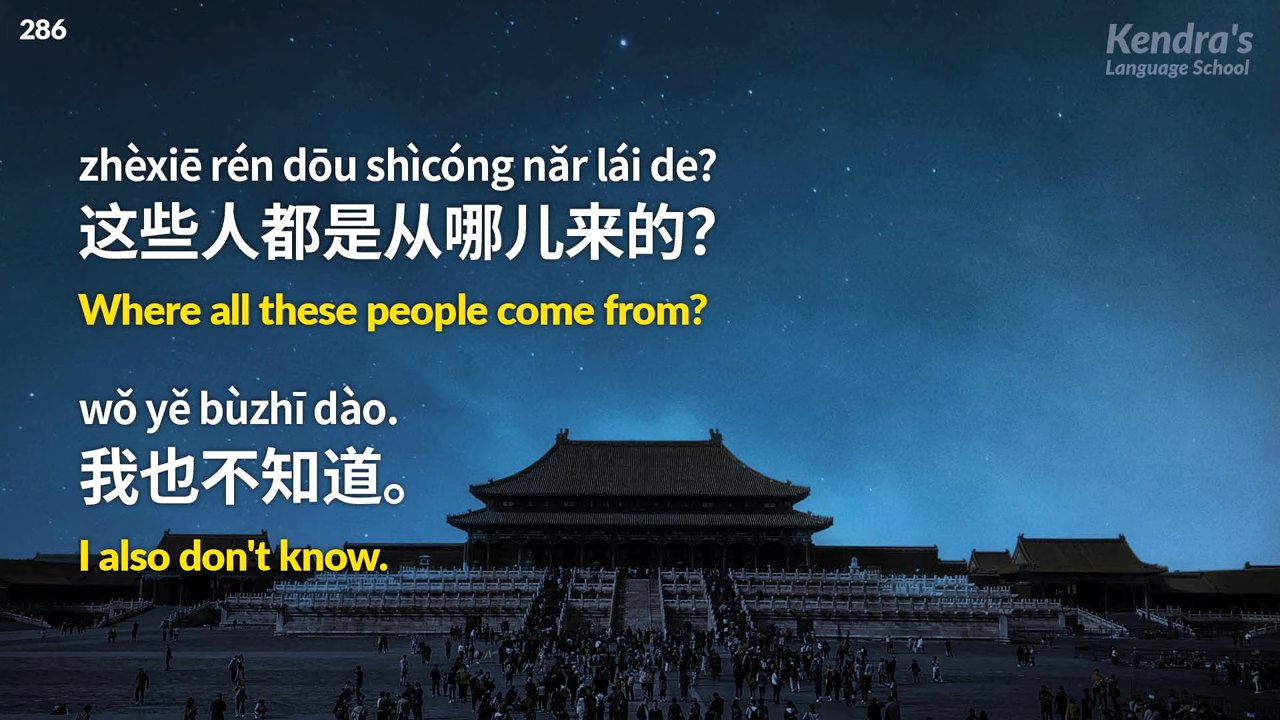 286
Kendra's
Language School
zhèxiē rén dōu shìcóng nǎr lái de?
这些人都是从哪儿来的?
Where all these people come from?
wǒ yě bùzhī dào.
我也不知道。
I also don't know.